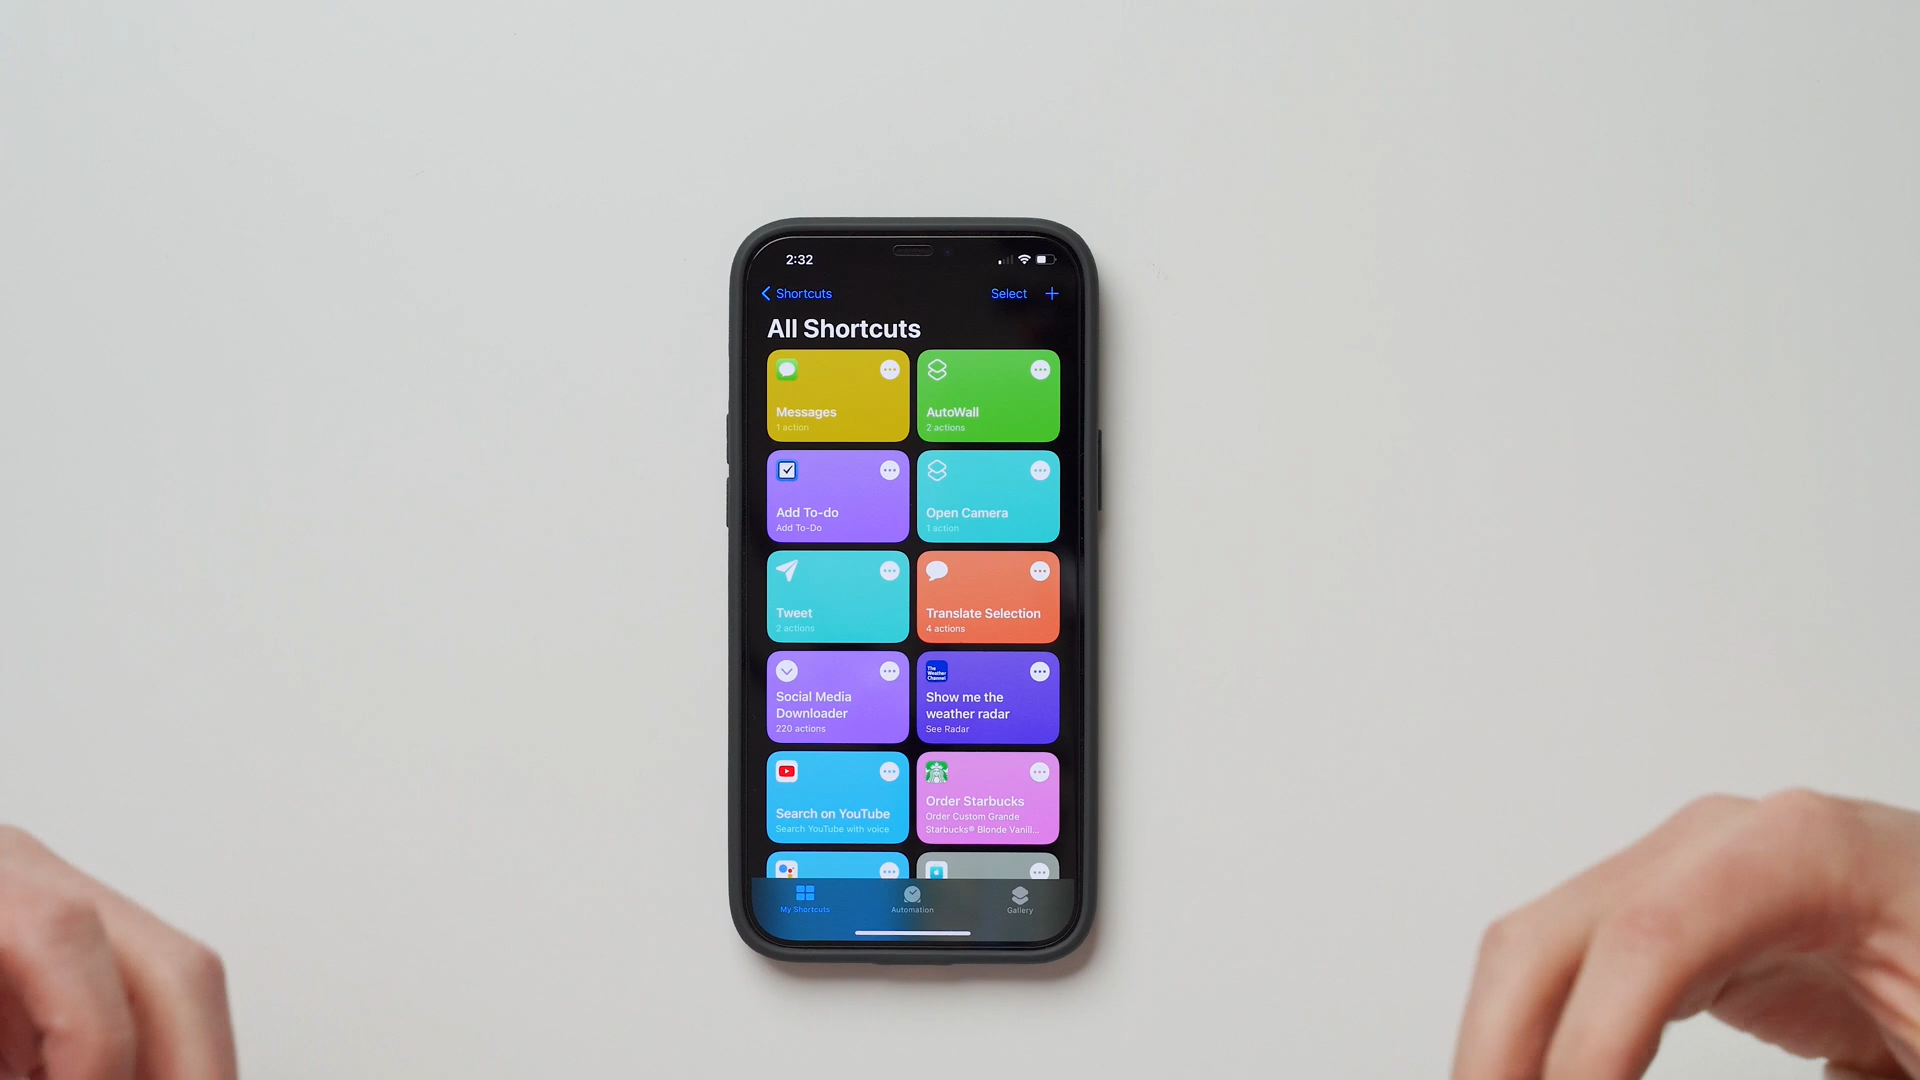 2:32
Shortcuts
Select
All Shortcuts
Messages
1 action
AutoWall
2 actions
Add To-do
Add To-Do
Open Camera
1 action
Tweet
2 actions
Translate Selection
4 actions
Social Media
Downloader
220 actions
The
Weather
Channel
Show me the
weather radar
See Radar
Search on YouTube
Search YouTube with voice
Order Starbucks
Order Custom Grande
Starbucks® Blonde Vanill...
My Shortcuts
Automation
Gallery